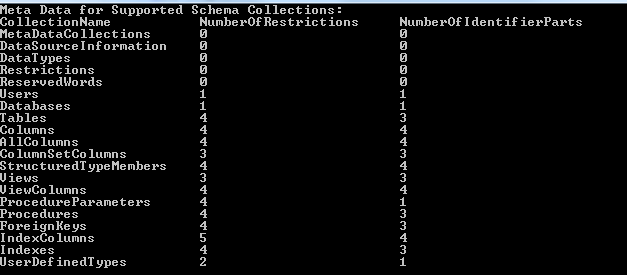 Meta Data for Supported Schema Collections:
CollectionName NumberOfRestrictions NumberOfIdentifierParts
MetaDataCollections 0 0
DataSourceInformation 0 0
DataTypes 0 0
Restrictions 0 0
ReservedWords 0 0
Users 1 1
Databases 1 1
Tables 4 3
Columns 4 4
AllColumns 4 4
ColumnSetColumns 3 3
StructuredTypeMembers 4 4
Views 3 3
ViewColumns 4 4
ProcedureParameters 4 1
Procedures 4 3
ForeignKeys 4 3
IndexColumns 5 4
Indexes 4 3
UserDefinedTypes 2 1